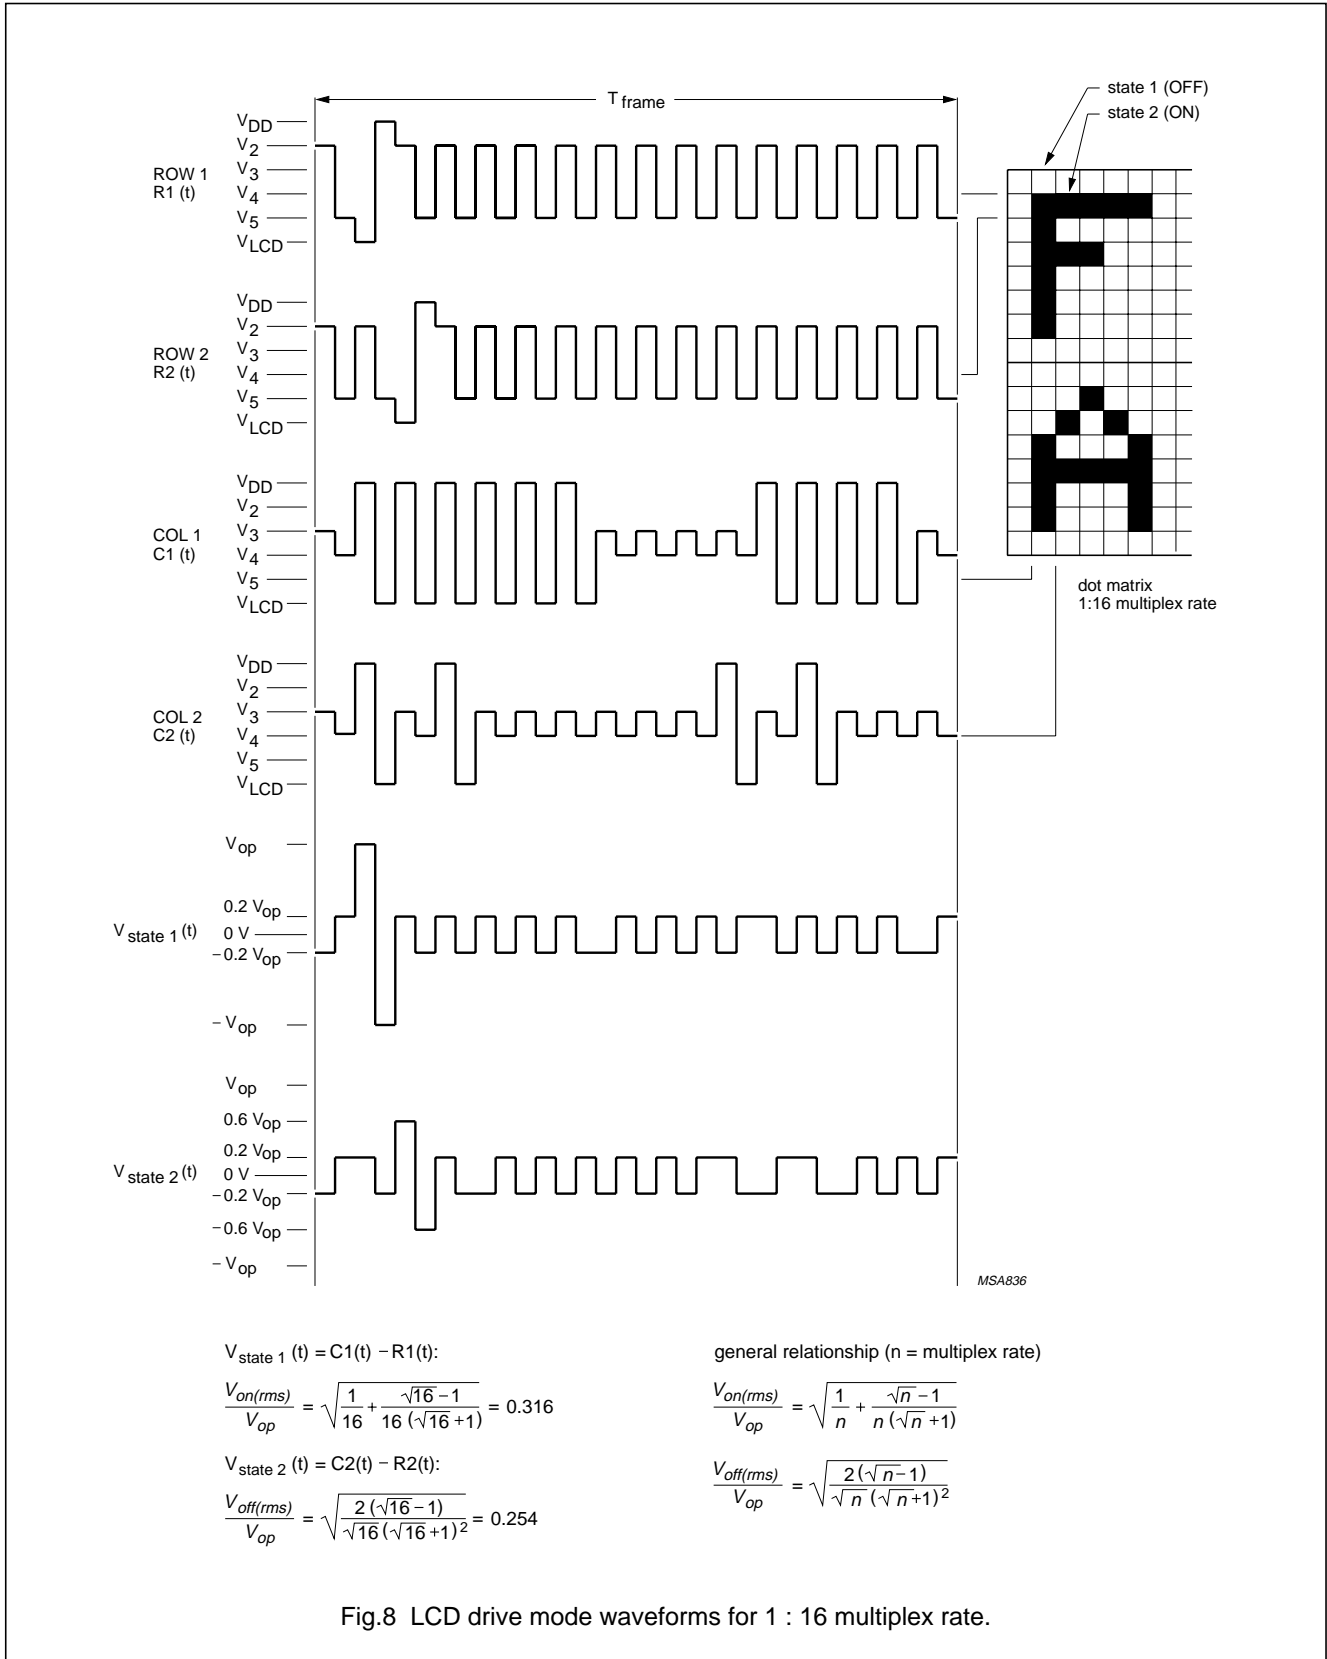 T frame
state 1 (OFF)
state 2 (ON)
ROW 1
R1 (t)
VDD
V2
V3
V4
V5
VLCD
ROW 2
R2 (t)
VDD
V2
V3
V4
V5
VLCD
COL 1
C1 (t)
VDD
V2
V3
V4
V5
VLCD
COL 2
C2 (t)
VDD
V2
V3
V4
V5
VLCD
dot matrix
1:16 multiplex rate
V state 1 (t)
Vop
0.2 Vop
0 V
−0.2 Vop
−Vop
V state 2 (t)
Vop
0.6 Vop
0.2 Vop
0 V
−0.2 Vop
−0.6 Vop
−Vop
MSA836
V state 1 (t) = C1(t) − R1(t):
Von(rms)/Vop = √(1/16 + (√16 −1)/(16 (√16 +1))) = 0.316
V state 2 (t) = C2(t) − R2(t):
Voff(rms)/Vop = √(2 (√16 −1)/(√16 (√16 +1)²)) = 0.254
general relationship (n = multiplex rate)
Von(rms)/Vop = √(1/n + (√n −1)/(n (√n +1)))
Voff(rms)/Vop = √(2 (√n −1)/(√n (√n +1)²))
Fig.8 LCD drive mode waveforms for 1 : 16 multiplex rate.